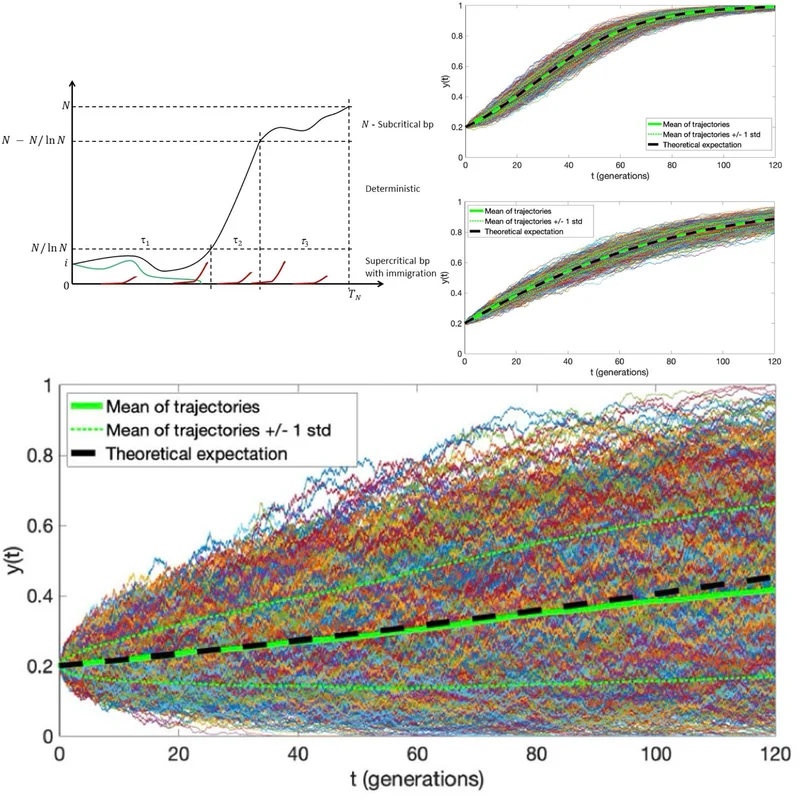 N
N − N/ln N
N/ln N
i
0
τ1
τ2
τ3
T_N
N - Subcritical bp
Deterministic
Supercritical bp
with immigration
y(t)
1
0.8
0.6
0.4
0.2
0
Mean of trajectories
Mean of trajectories +/- 1 std
Theoretical expectation
0 20 40 60 80 100 120
t (generations)
y(t)
1
0.8
0.6
0.4
0.2
0
Mean of trajectories
Mean of trajectories +/- 1 std
Theoretical expectation
0 20 40 60 80 100 120
t (generations)
y(t)
1
0.8
0.6
0.4
0.2
0
Mean of trajectories
Mean of trajectories +/- 1 std
Theoretical expectation
0 20 40 60 80 100 120
t (generations)